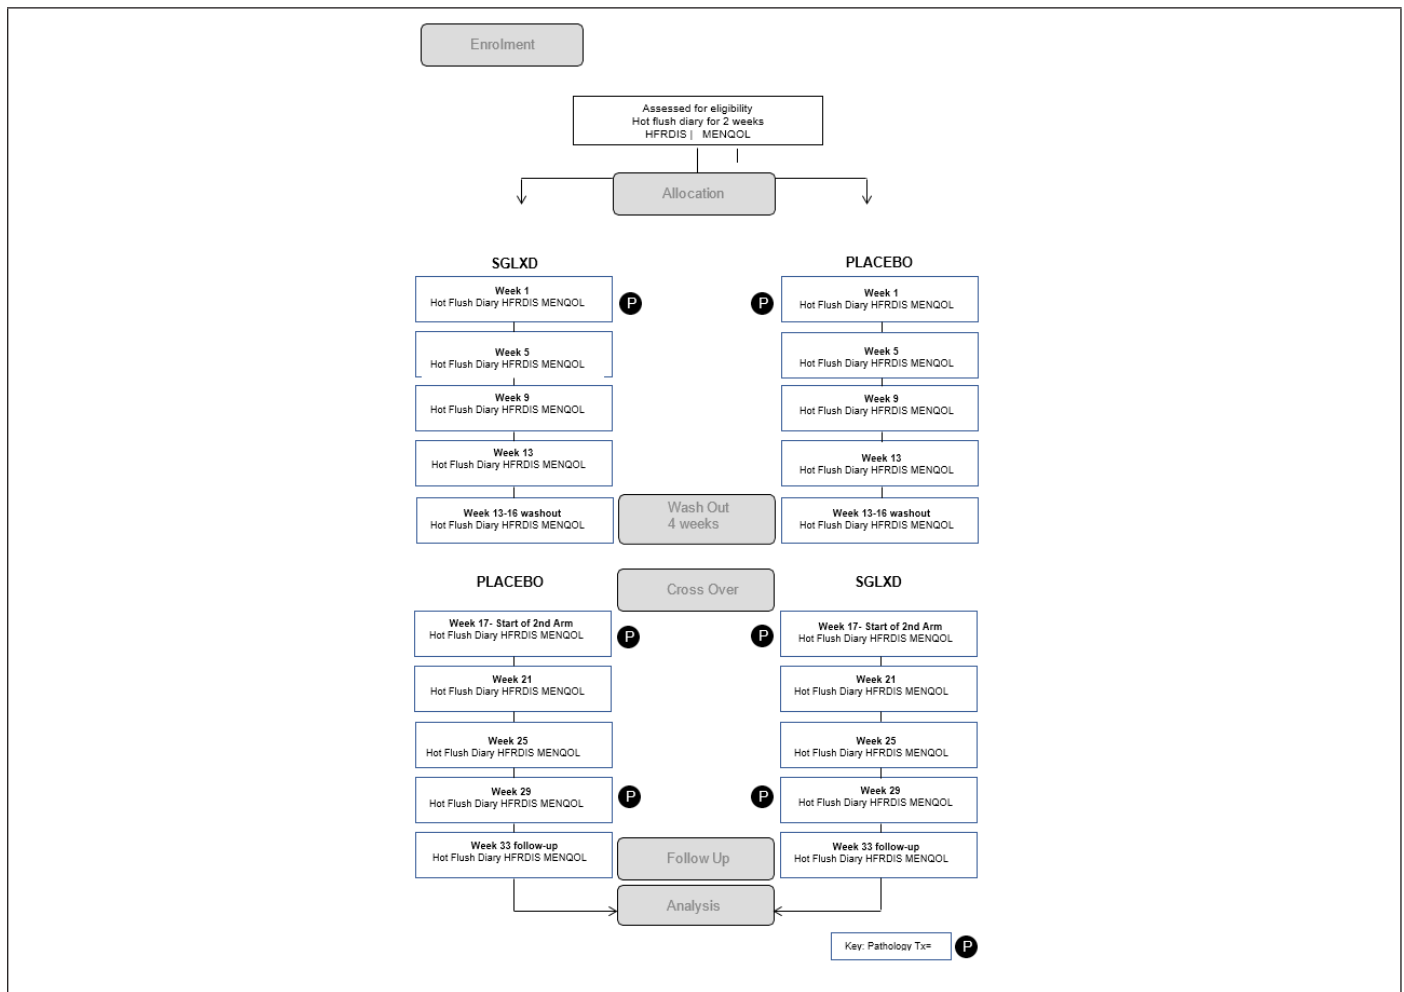 Enrolment
Assessed for eligibility
Hot flush diary for 2 weeks
HFRDIS | MENQOL
Allocation
SGLXD
Week 1
Hot Flush Diary HFRDIS MENQOL
P
Week 5
Hot Flush Diary HFRDIS MENQOL
Week 9
Hot Flush Diary HFRDIS MENQOL
Week 13
Hot Flush Diary HFRDIS MENQOL
Week 13-16 washout
Hot Flush Diary HFRDIS MENQOL
PLACEBO
P
Week 1
Hot Flush Diary HFRDIS MENQOL
Week 5
Hot Flush Diary HFRDIS MENQOL
Week 9
Hot Flush Diary HFRDIS MENQOL
Week 13
Hot Flush Diary HFRDIS MENQOL
Week 13-16 washout
Hot Flush Diary HFRDIS MENQOL
Wash Out
4 weeks
Cross Over
PLACEBO
Week 17- Start of 2nd Arm
Hot Flush Diary HFRDIS MENQOL
P
Week 21
Hot Flush Diary HFRDIS MENQOL
Week 25
Hot Flush Diary HFRDIS MENQOL
Week 29
Hot Flush Diary HFRDIS MENQOL
P
Week 33 follow-up
Hot Flush Diary HFRDIS MENQOL
SGLXD
P
Week 17- Start of 2nd Arm
Hot Flush Diary HFRDIS MENQOL
Week 21
Hot Flush Diary HFRDIS MENQOL
Week 25
Hot Flush Diary HFRDIS MENQOL
P
Week 29
Hot Flush Diary HFRDIS MENQOL
Week 33 follow-up
Hot Flush Diary HFRDIS MENQOL
Follow Up
Analysis
Key: Pathology Tx= P